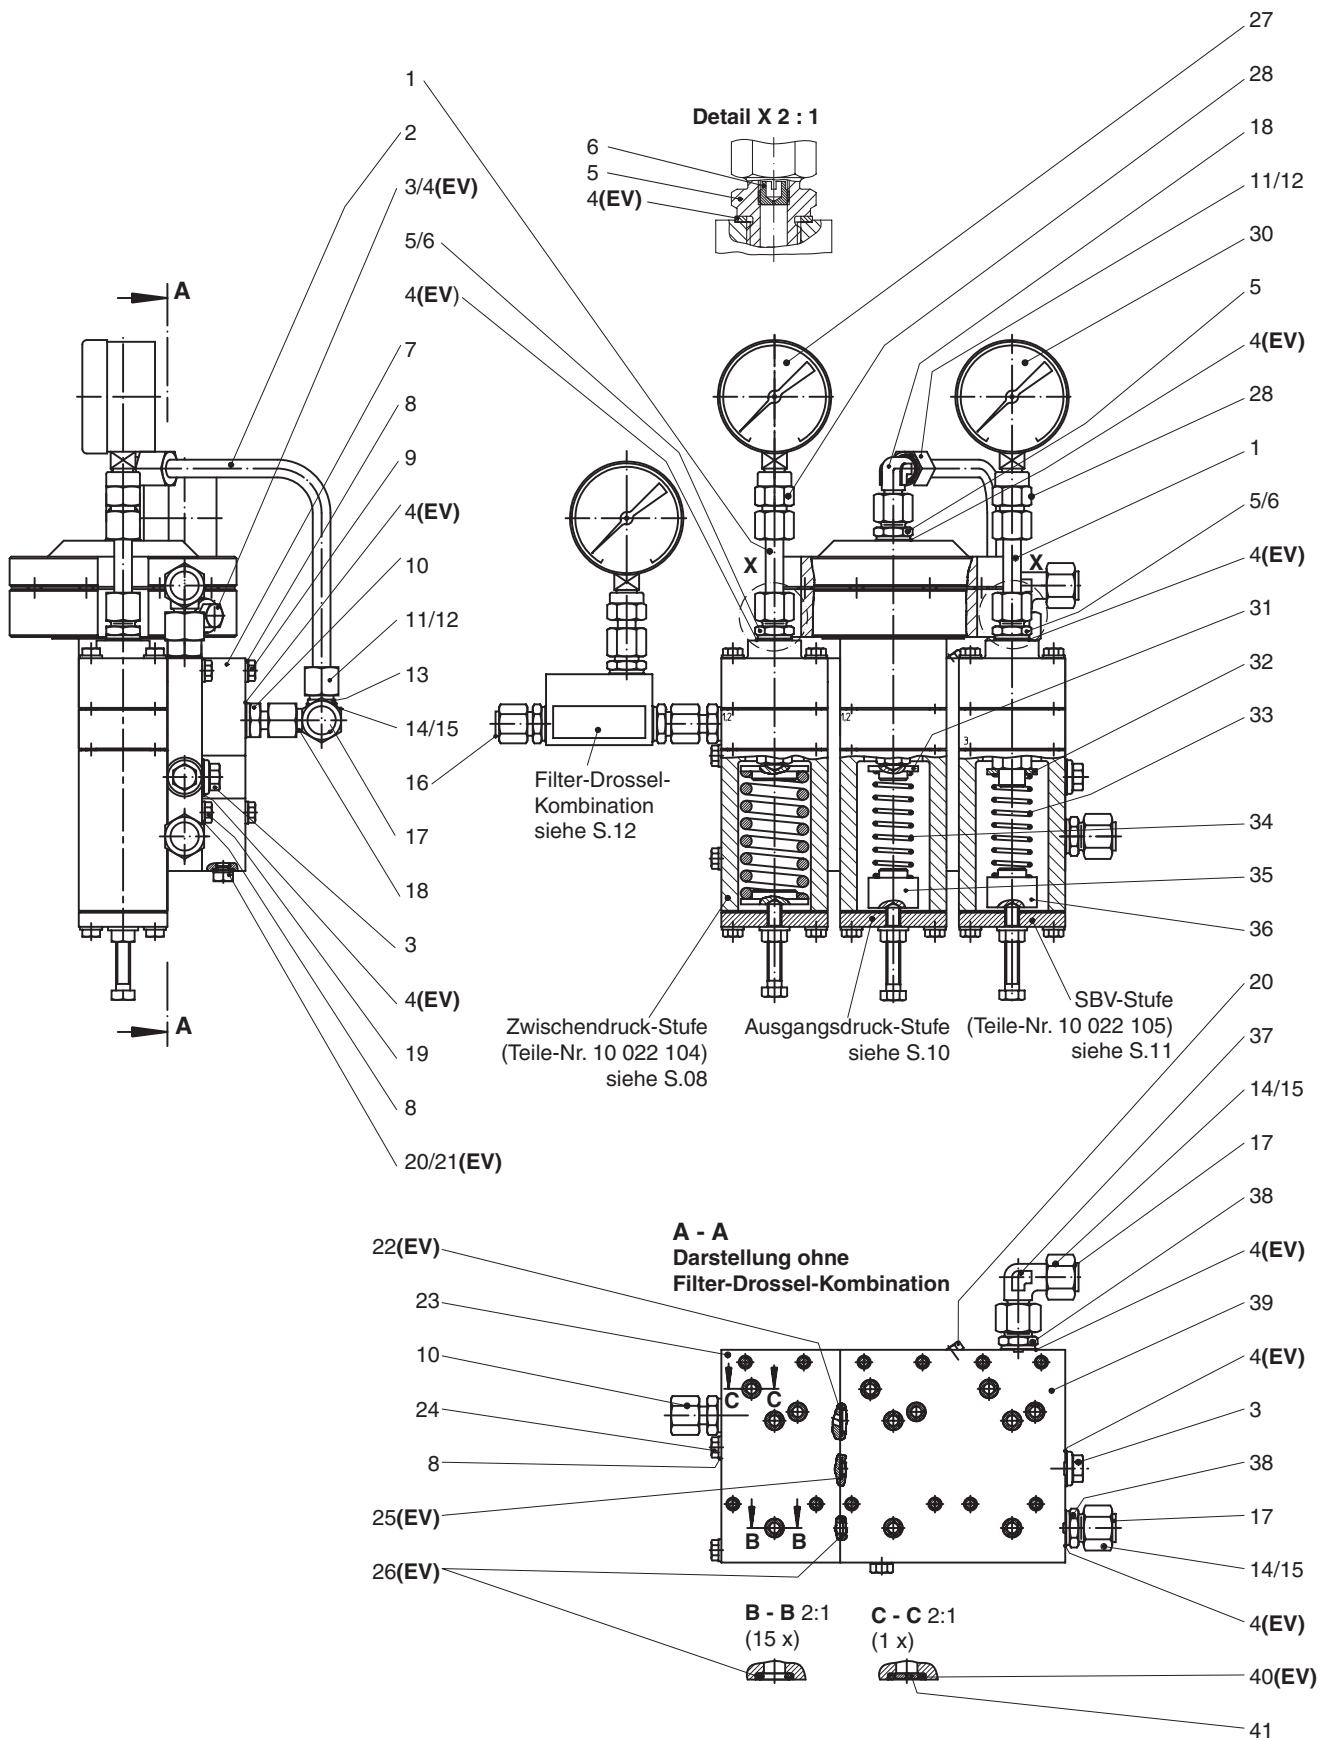 27
1
28
Detail X 2 : 1
2
18
6
3/4(EV)
5
11/12
4(EV)
5/6
30
4(EV)
5
A
7
4(EV)
8
28
9
1
4(EV)
5/6
10
X
X
4(EV)
11/12
31
13
32
14/15
1.2
1.2
3
33
16
Filter-Drossel-
Kombination
siehe S.12
17
34
18
35
3
36
4(EV)
20
A
Zwischendruck-Stufe
(Teile-Nr. 10 022 104)
siehe S.08
Ausgangsdruck-Stufe
siehe S.10
SBV-Stufe
(Teile-Nr. 10 022 105)
siehe S.11
19
37
8
14/15
20/21(EV)
17
38
22(EV)
A - A
Darstellung ohne
Filter-Drossel-Kombination
4(EV)
23
39
10
4(EV)
C
C
24
3
8
38
25(EV)
17
B
B
26(EV)
14/15
B - B 2:1
(15 x)
C - C 2:1
(1 x)
4(EV)
40(EV)
41